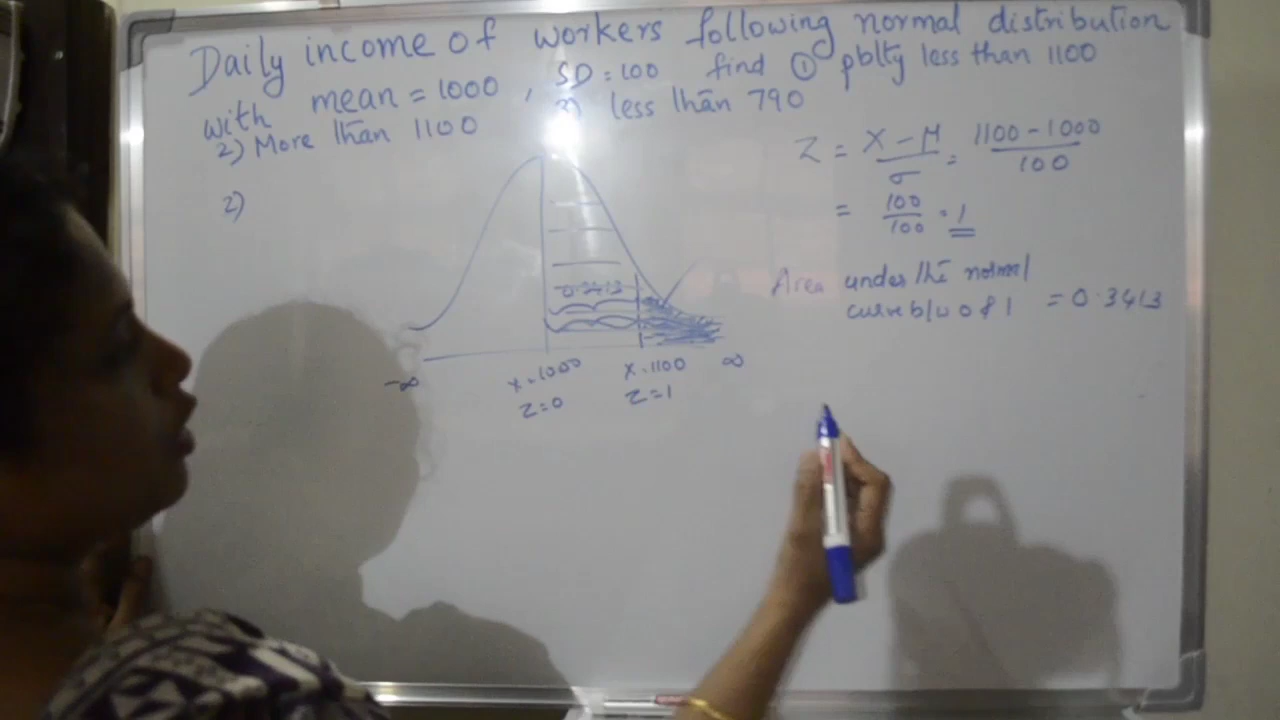 Daily income of workers following normal distribution
with mean = 1000, SD = 100 find ① pblty less than 1100
2) More than 1100 3) less than 790
2)
Z = X - μ / σ = 1100 - 1000 / 100
= 100 / 100 = 1
Area under the normal
curve b/w 0 & 1 = 0.3413
0.3413
-∞ X = 1000 X = 1100 ∞
Z = 0 Z = 1